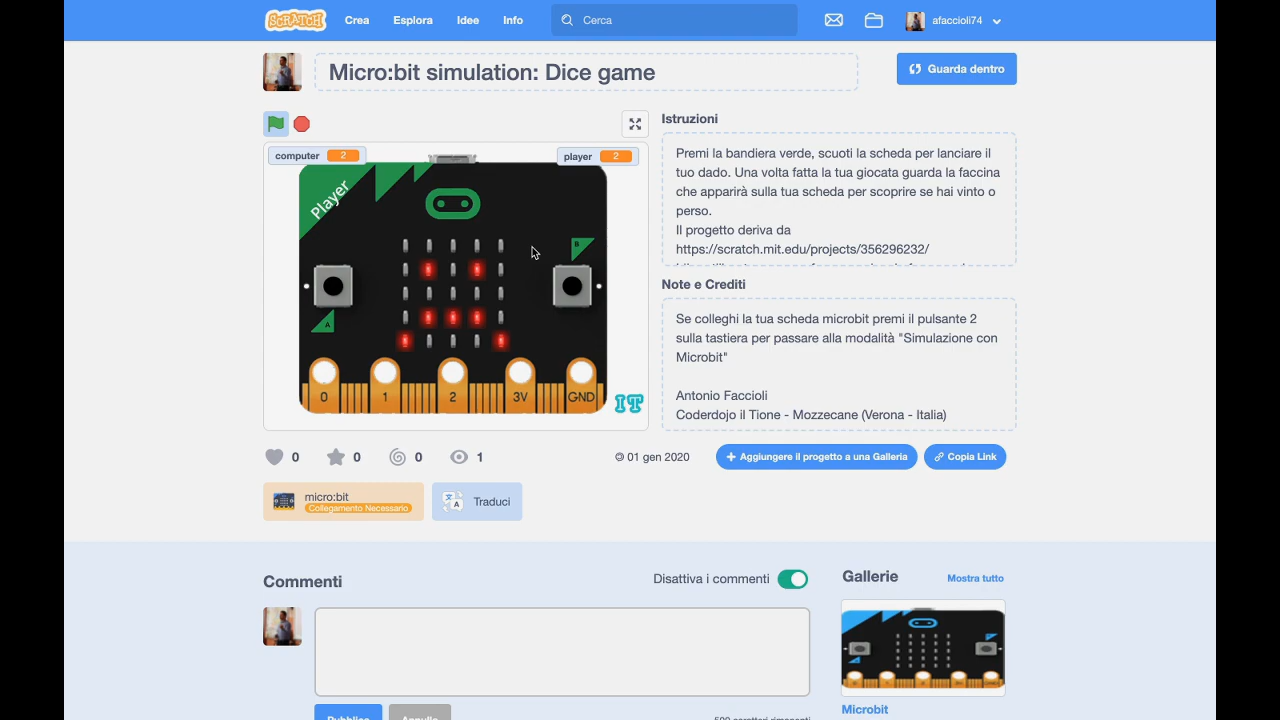 SCRATCH
Crea
Esplora
Idee
Info
Cerca
afaccioli74
Micro:bit simulation: Dice game
Guarda dentro
computer 2
player 2
Player
B
A
0
1
2
3V
GND
IT
Istruzioni
Premi la bandiera verde, scuoti la scheda per lanciare il
tuo dado. Una volta fatta la tua giocata guarda la faccina
che apparirà sulla tua scheda per scoprire se hai vinto o
perso.
Il progetto deriva da
https://scratch.mit.edu/projects/356296232/
Note e Crediti
Se colleghi la tua scheda microbit premi il pulsante 2
sulla tastiera per passare alla modalità "Simulazione con
Microbit"
Antonio Faccioli
Coderdojo il Tione - Mozzecane (Verona - Italia)
0
0
0
1
© 01 gen 2020
Aggiungere il progetto a una Galleria
Copia Link
micro:bit
Collegamento Necessario
Traduci
Commenti
Disattiva i commenti
Gallerie
Mostra tutto
Microbit
Pubblica
Annulla
500 caratteri rimanenti